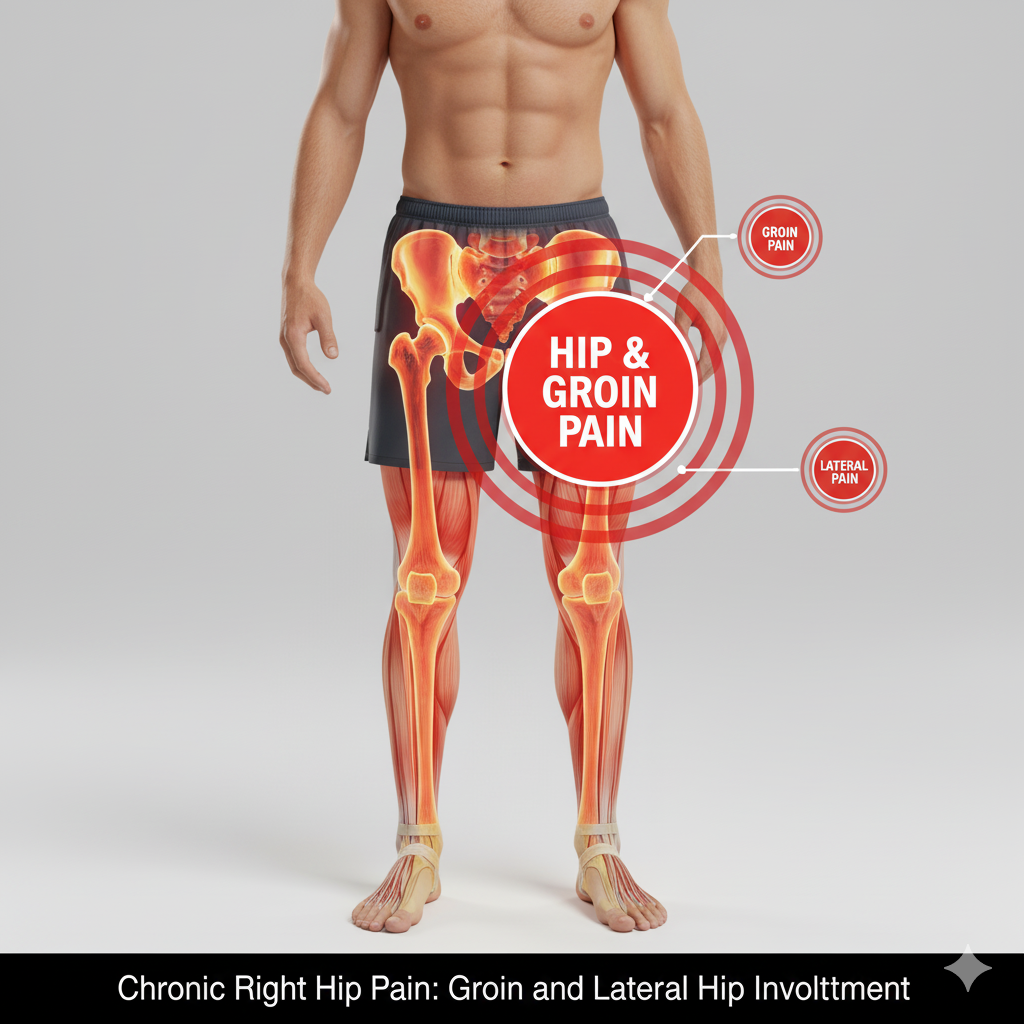 GROIN
PAIN
HIP &
GROIN
PAIN
LATERAL
PAIN
Chronic Right Hip Pain: Groin and Lateral Hip Involttment